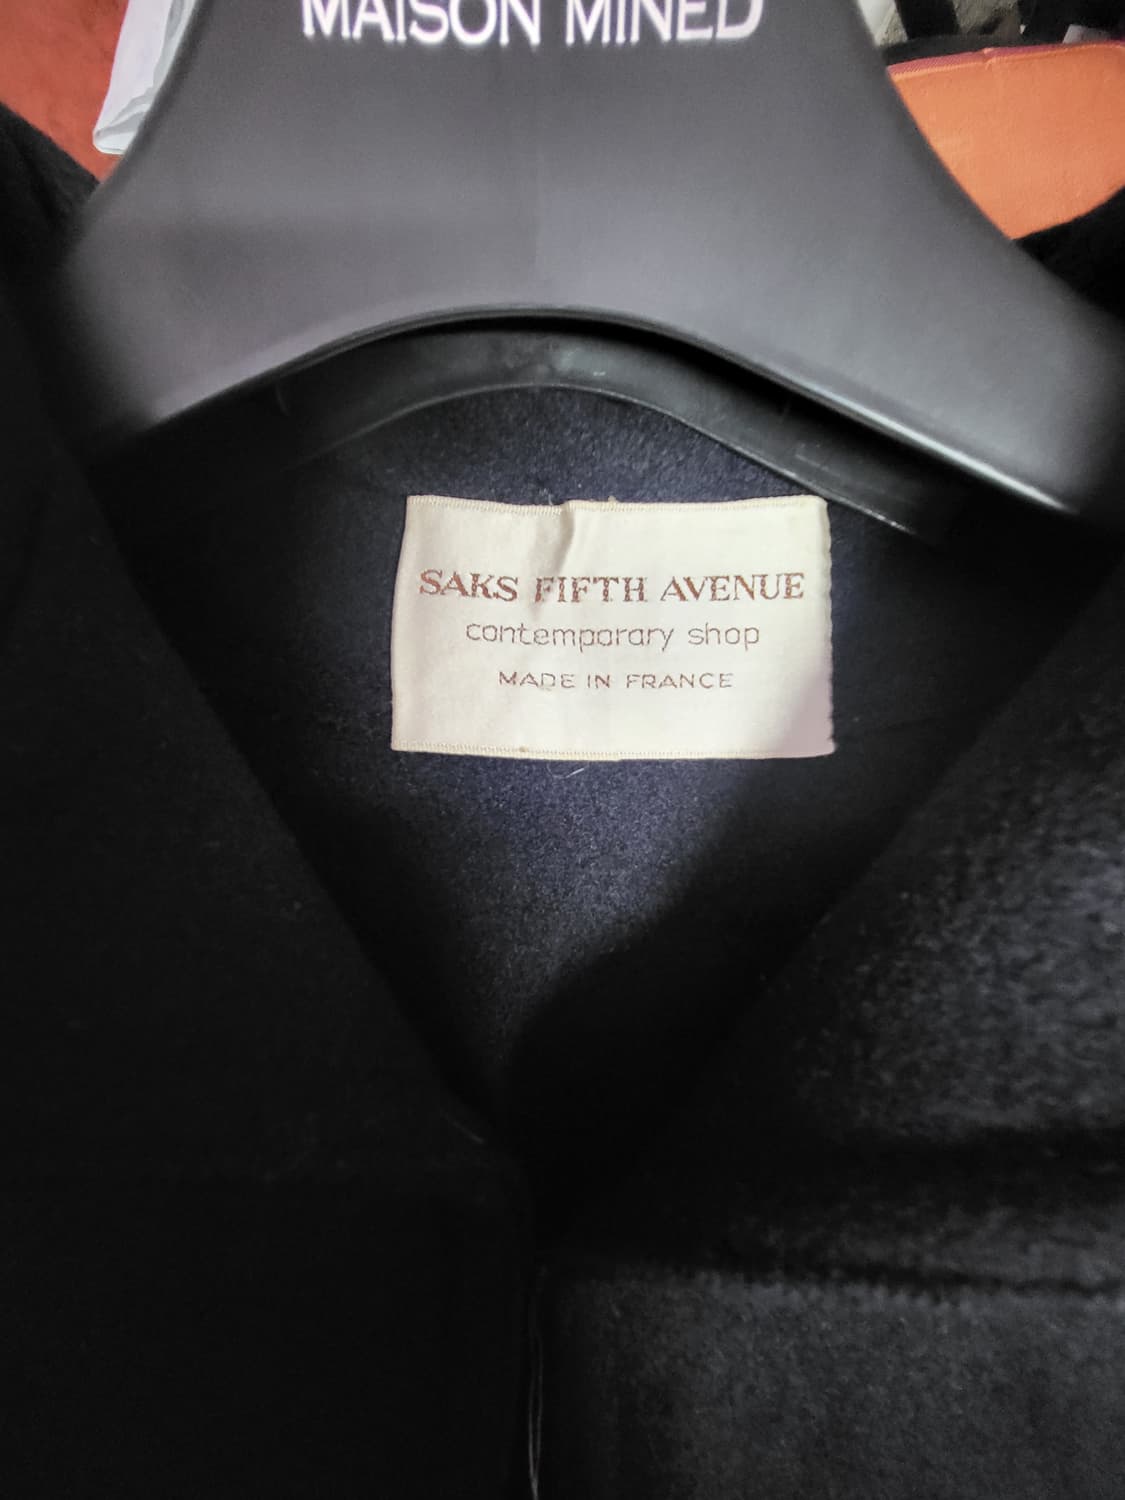 MAISON MINED
SAKS FIFTH AVENUE
contemporary shop
MADE IN FRANCE